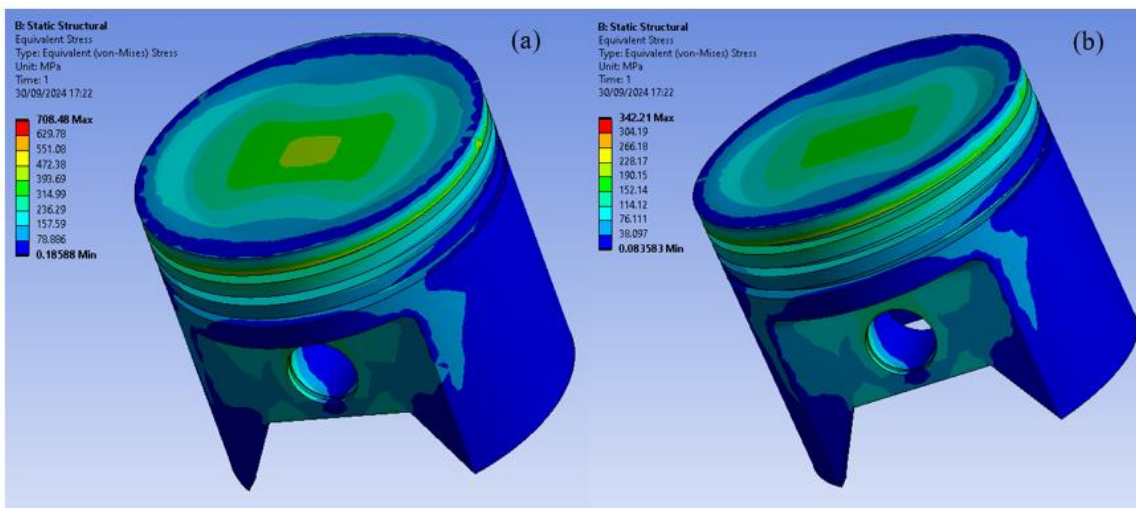 B: Static Structural
Equivalent Stress
Type: Equivalent (von-Mises) Stress
Unit: MPa
Time: 1
30/09/2024 17:22
708.48 Max
629.78
551.08
472.38
393.69
314.99
236.29
157.59
78.886
0.18588 Min
(a)
B: Static Structural
Equivalent Stress
Type: Equivalent (von-Mises) Stress
Unit: MPa
Time: 1
30/09/2024 17:22
342.21 Max
304.19
266.18
228.17
190.15
152.14
114.12
76.111
38.097
0.083583 Min
(b)